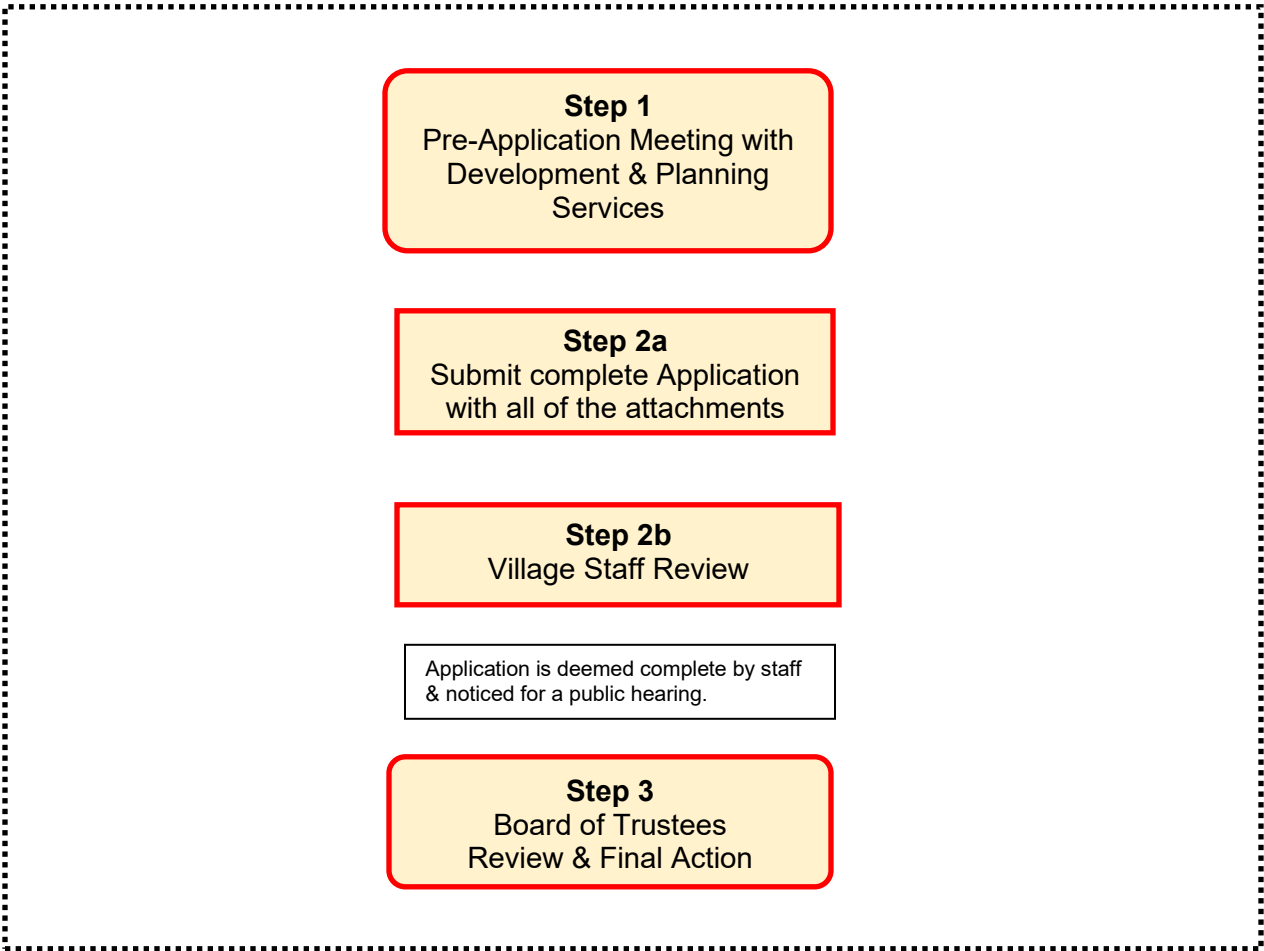 Step 1
Pre-Application Meeting with
Development & Planning
Services
Step 2a
Submit complete Application
with all of the attachments
Step 2b
Village Staff Review
Application is deemed complete by staff
& noticed for a public hearing.
Step 3
Board of Trustees
Review & Final Action